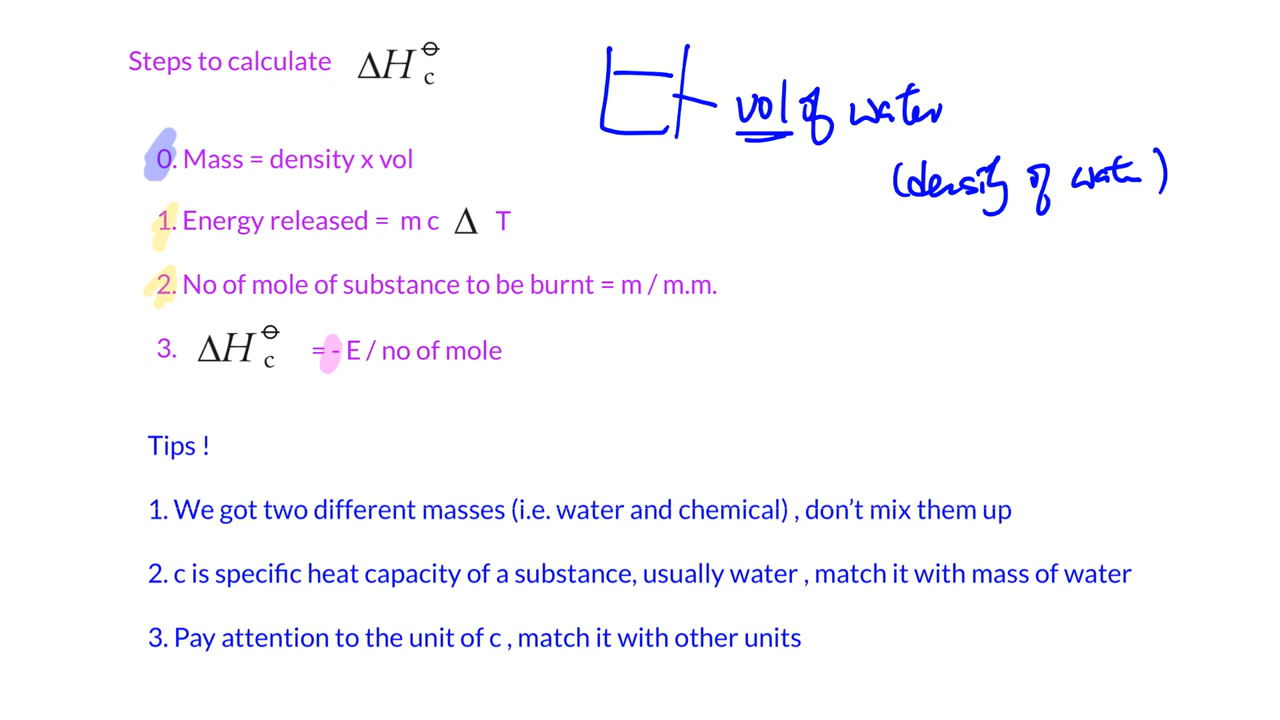 Steps to calculate ΔH⦵c
vol of water
(density of water)
0. Mass = density x vol
1. Energy released = m c Δ T
2. No of mole of substance to be burnt = m / m.m.
3. ΔH⦵c = - E / no of mole
Tips !
1. We got two different masses (i.e. water and chemical) , don’t mix them up
2. c is specific heat capacity of a substance, usually water , match it with mass of water
3. Pay attention to the unit of c , match it with other units